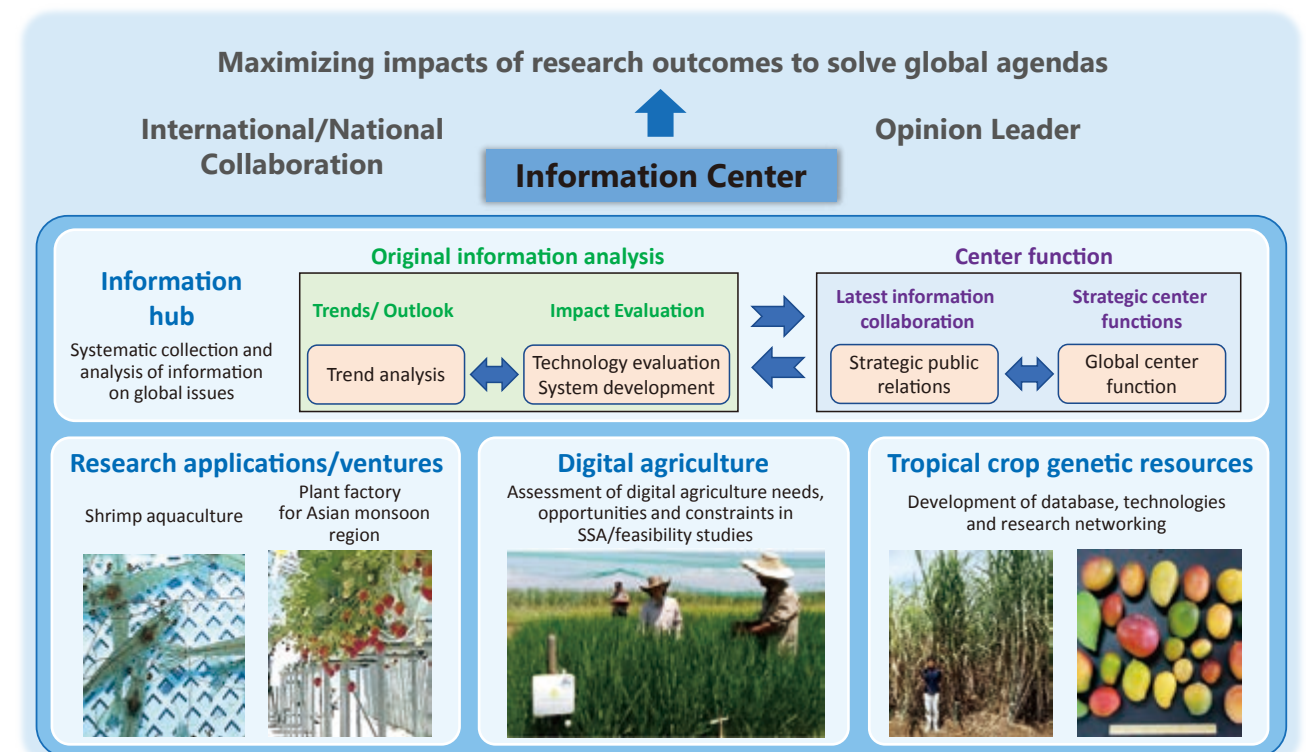 Maximizing impacts of research outcomes to solve global agendas
International/National
Collaboration
Opinion Leader
Information Center
Information
hub
Systematic collection and
analysis of information
on global issues
Original information analysis
Trends/ Outlook
Impact Evaluation
Trend analysis
Technology evaluation
System development
Center function
Latest information
collaboration
Strategic center
functions
Strategic public
relations
Global center
function
Research applications/ventures
Shrimp aquaculture
Plant factory
for Asian monsoon
region
Digital agriculture
Assessment of digital agriculture needs,
opportunities and constraints in
SSA/feasibility studies
Tropical crop genetic resources
Development of database, technologies
and research networking